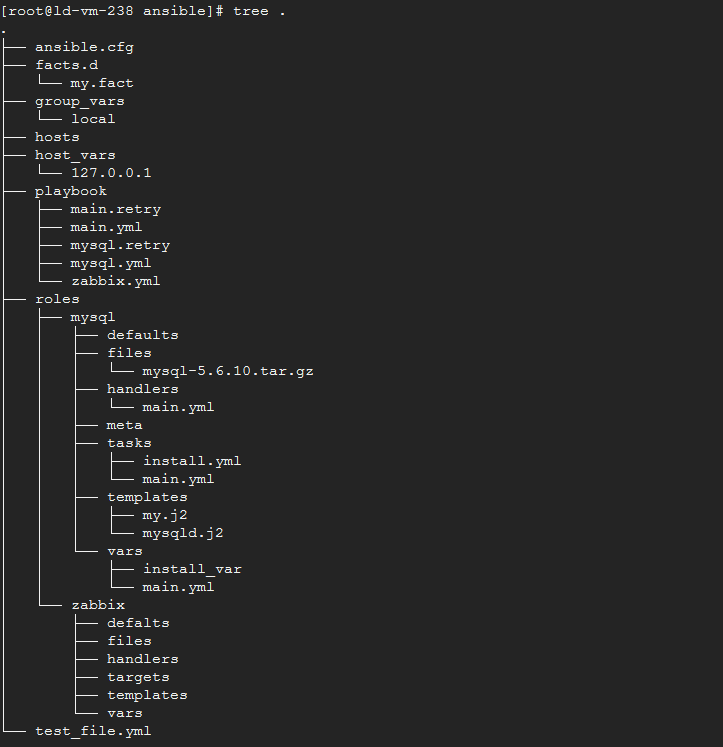 [root@ld-vm-238 ansible]# tree .
.
├── ansible.cfg
├── facts.d
│   └── my.fact
├── group_vars
│   └── local
├── hosts
├── host_vars
│   └── 127.0.0.1
├── playbook
│   ├── main.retry
│   ├── main.yml
│   ├── mysql.retry
│   ├── mysql.yml
│   └── zabbix.yml
├── roles
│   ├── mysql
│   │   ├── defaults
│   │   ├── files
│   │   │   └── mysql-5.6.10.tar.gz
│   │   ├── handlers
│   │   │   └── main.yml
│   │   ├── meta
│   │   ├── tasks
│   │   │   ├── install.yml
│   │   │   └── main.yml
│   │   ├── templates
│   │   │   ├── my.j2
│   │   │   └── mysqld.j2
│   │   └── vars
│   │       ├── install_var
│   │       └── main.yml
│   └── zabbix
│       ├── defalts
│       ├── files
│       ├── handlers
│       ├── targets
│       ├── templates
│       └── vars
└── test_file.yml